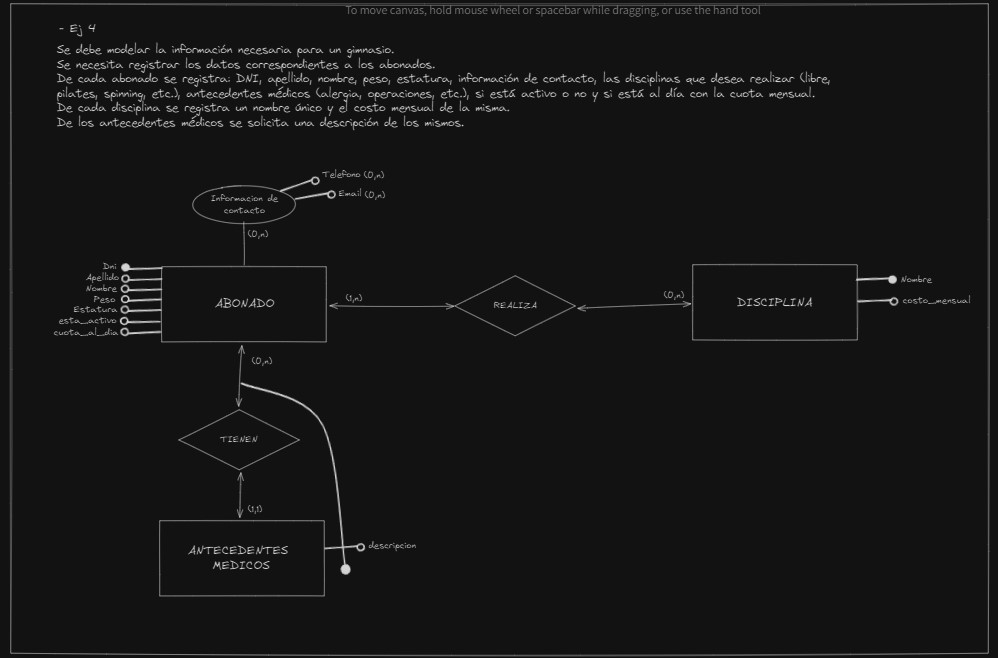 To move canvas, hold mouse wheel or spacebar while dragging, or use the hand tool
- Ej 4
Se debe modelar la información necesaria para un gimnasio.
Se necesita registrar los datos correspondientes a los abonados.
De cada abonado se registra: DNI, apellido, nombre, peso, estatura, información de contacto, las disciplinas que desea realizar (libre,
pilates, spinning, etc.), antecedentes médicos (alergia, operaciones, etc.), si está activo o no y si está al día con la cuota mensual.
De cada disciplina se registra un nombre único y el costo mensual de la misma.
De los antecedentes médicos se solicita una descripción de los mismos.
Telefono (0,n)
Email (0,n)
Informacion de
contacto
(0,n)
Dni
Apellido
Nombre
Peso
Estatura
esta_activo
cuota_al_dia
ABONADO
(1,n)
REALIZA
(0,n)
DISCIPLINA
Nombre
costo_mensual
(0,n)
TIENEN
(1,1)
ANTECEDENTES
MEDICOS
descripcion